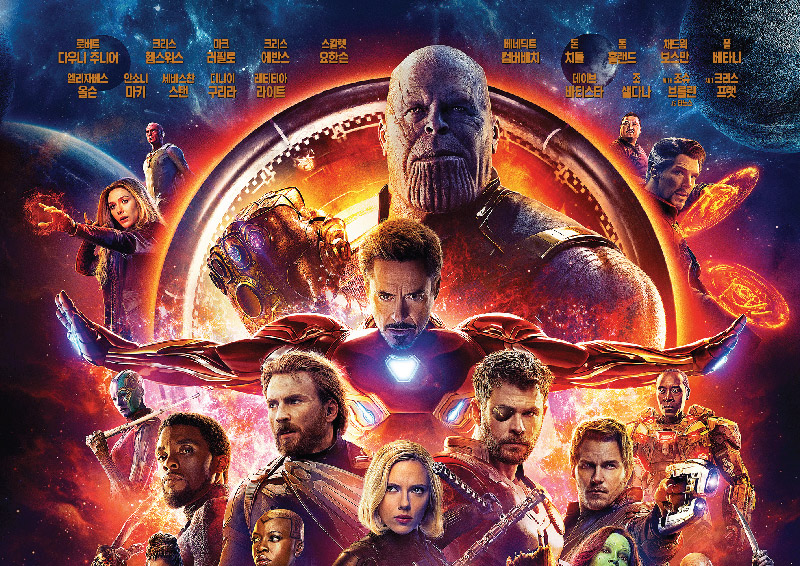 로버트 크리스 마크 크리스 스칼렛 베네딕트 돈 톰 채드윅 폴
다우니 주니어 헴스워스 러팔로 에반스 요한슨 컴버배치 치들 홀랜드 보스만 베타니
엘리자베스 안소니 세바스찬 다나이 레티티아 데이브 조 조슈 크리스
올슨 마키 스탠 구리라 라이트 바티스타 샐다나 브롤린 프랫